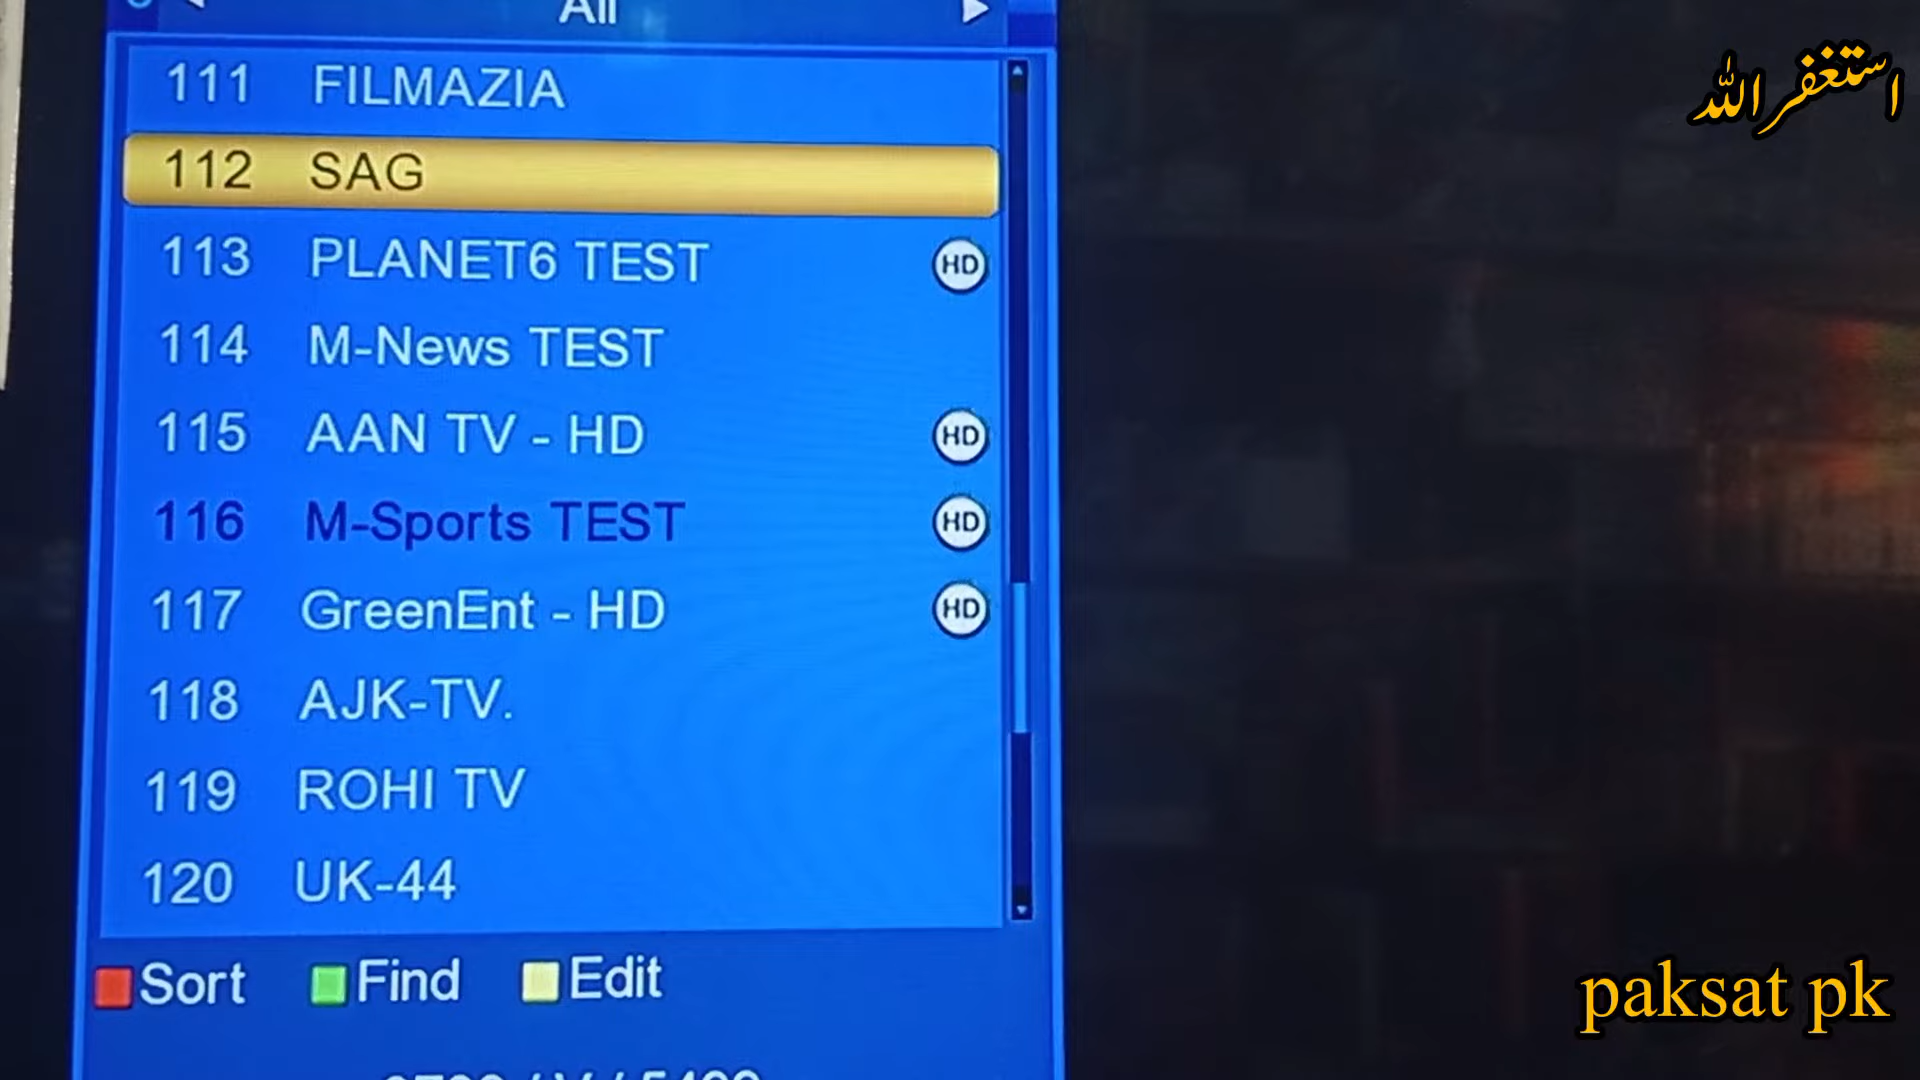 All
استغفر اللہ
111 FILMAZIA
112 SAG
113 PLANET6 TEST HD
114 M-News TEST
115 AAN TV - HD HD
116 M-Sports TEST HD
117 GreenEnt - HD HD
118 AJK-TV.
119 ROHI TV
120 UK-44
Sort Find Edit
paksat pk